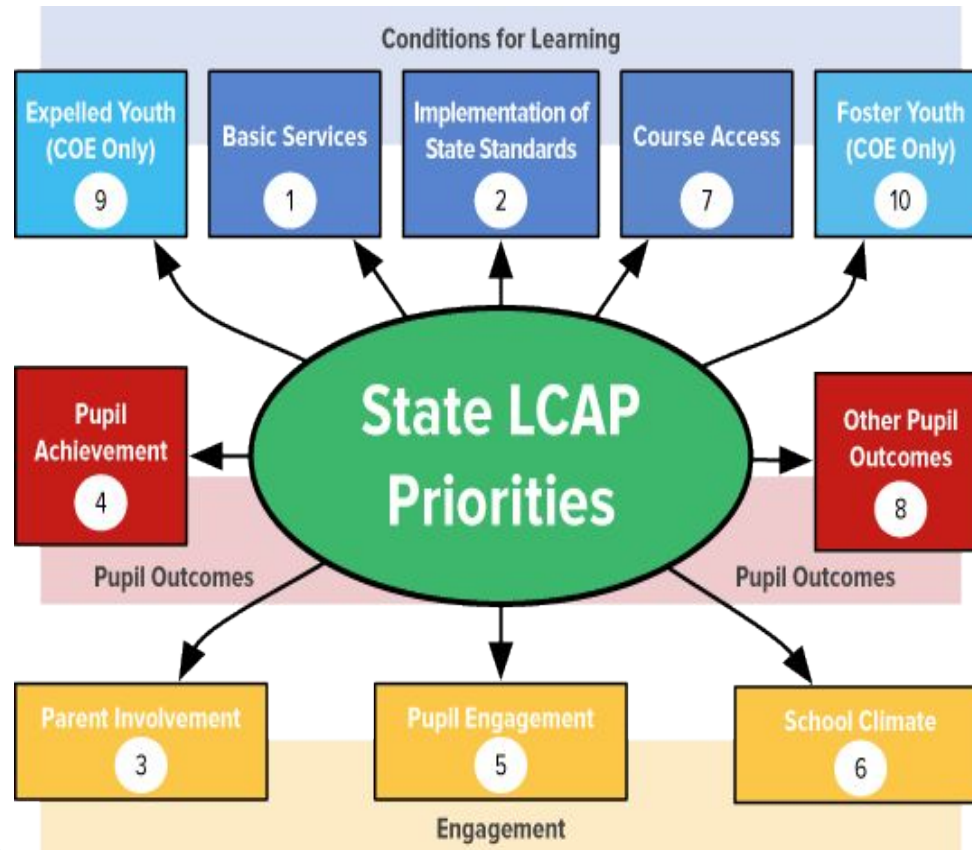 Conditions for Learning
Expelled Youth
(COE Only)
9
Basic Services
1
Implementation of
State Standards
2
Course Access
7
Foster Youth
(COE Only)
10
State LCAP
Priorities
Pupil
Achievement
4
Other Pupil
Outcomes
8
Pupil Outcomes
Pupil Outcomes
Parent Involvement
3
Pupil Engagement
5
School Climate
6
Engagement